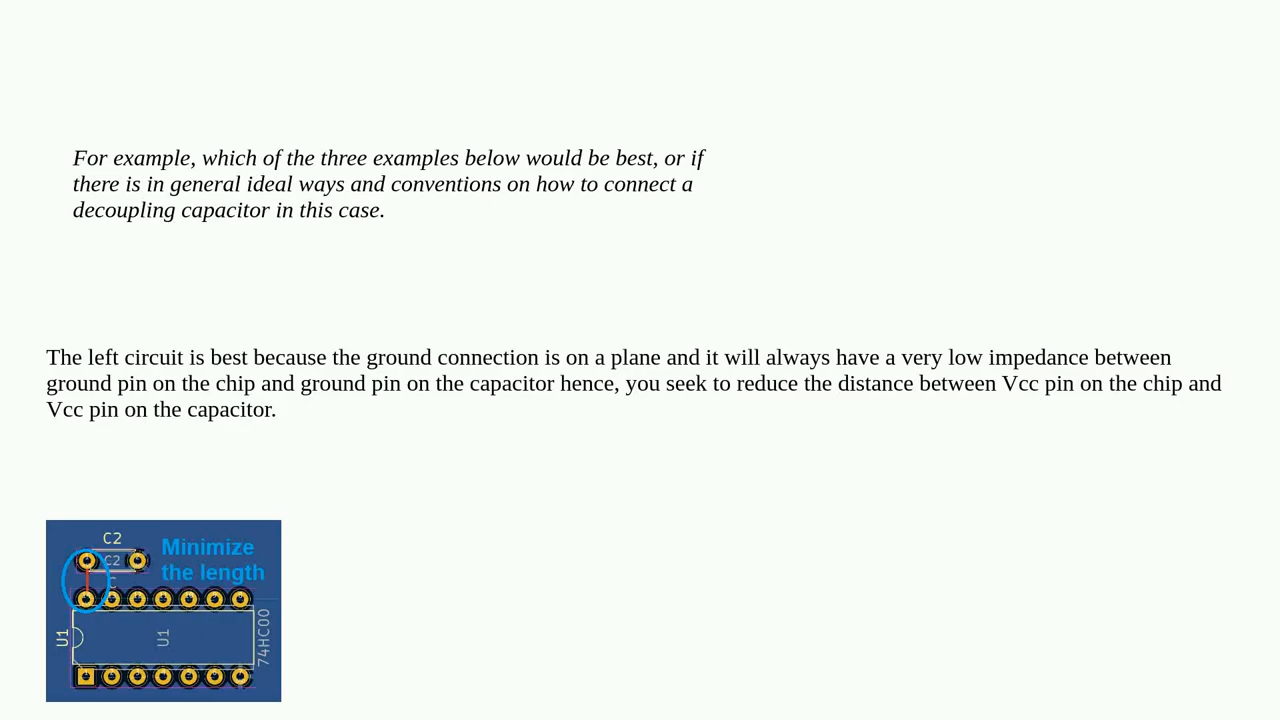 For example, which of the three examples below would be best, or if
there is in general ideal ways and conventions on how to connect a
decoupling capacitor in this case.
The left circuit is best because the ground connection is on a plane and it will always have a very low impedance between
ground pin on the chip and ground pin on the capacitor hence, you seek to reduce the distance between Vcc pin on the chip and
Vcc pin on the capacitor.
C2
Minimize
the length
C2
C
U1
U1
74HC00